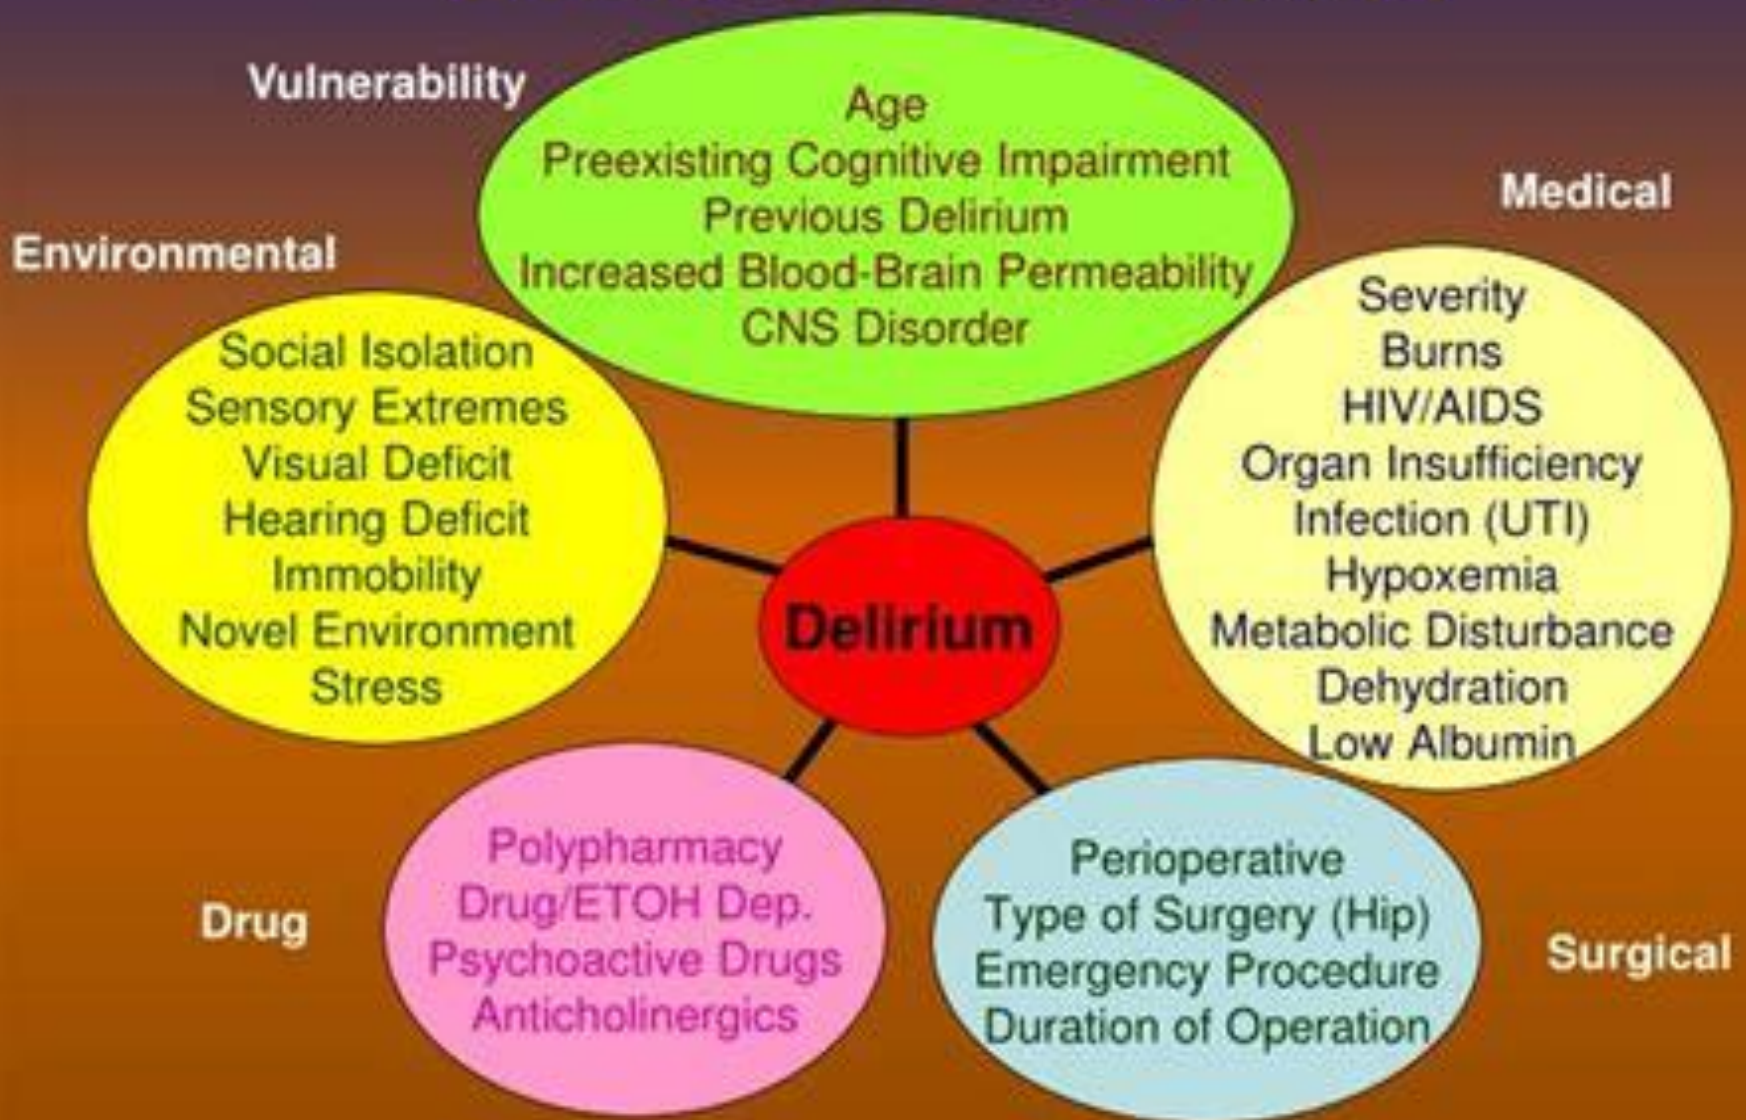 Vulnerability
Age
Preexisting Cognitive Impairment
Previous Delirium
Increased Blood-Brain Permeability
CNS Disorder
Medical
Severity
Burns
HIV/AIDS
Organ Insufficiency
Infection (UTI)
Hypoxemia
Metabolic Disturbance
Dehydration
Low Albumin
Environmental
Social Isolation
Sensory Extremes
Visual Deficit
Hearing Deficit
Immobility
Novel Environment
Stress
Delirium
Drug
Polypharmacy
Drug/ETOH Dep.
Psychoactive Drugs
Anticholinergics
Surgical
Perioperative
Type of Surgery (Hip)
Emergency Procedure
Duration of Operation